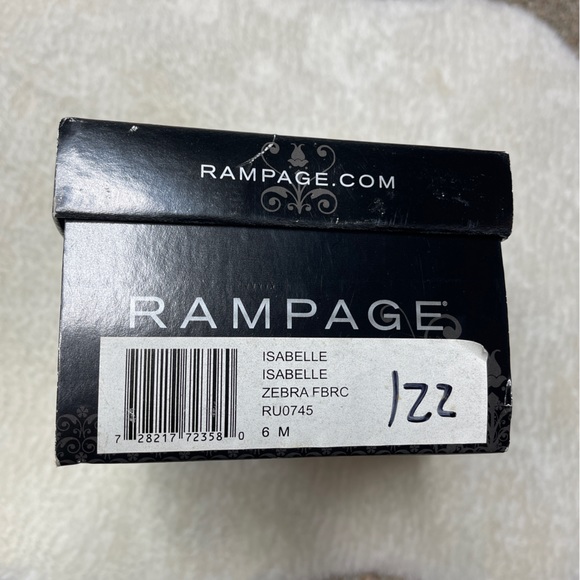 RAMPAGE.COM
RAMPAGE®
ISABELLE
ISABELLE
ZEBRA FBRC
RU0745
6 M
7 28217 72358 0
122